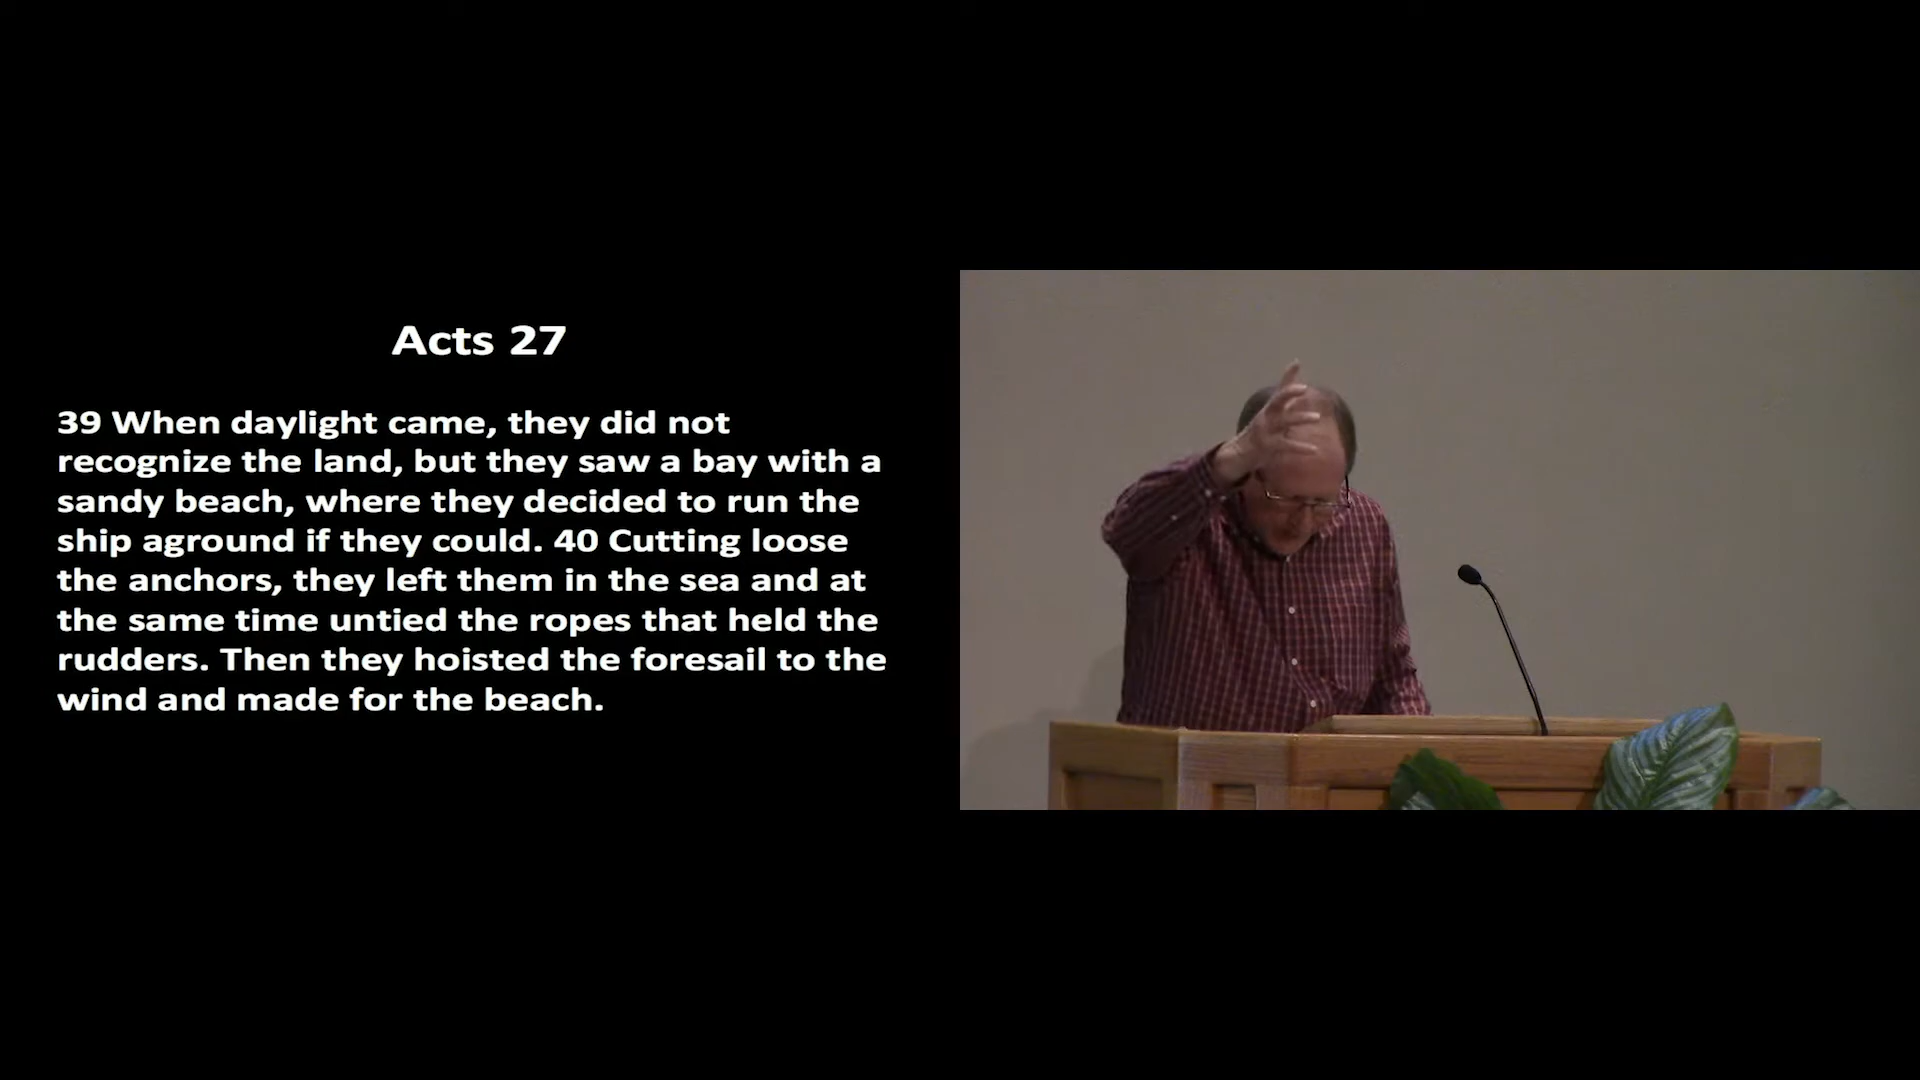 Acts 27
39 When daylight came, they did not
recognize the land, but they saw a bay with a
sandy beach, where they decided to run the
ship aground if they could. 40 Cutting loose
the anchors, they left them in the sea and at
the same time untied the ropes that held the
rudders. Then they hoisted the foresail to the
wind and made for the beach.